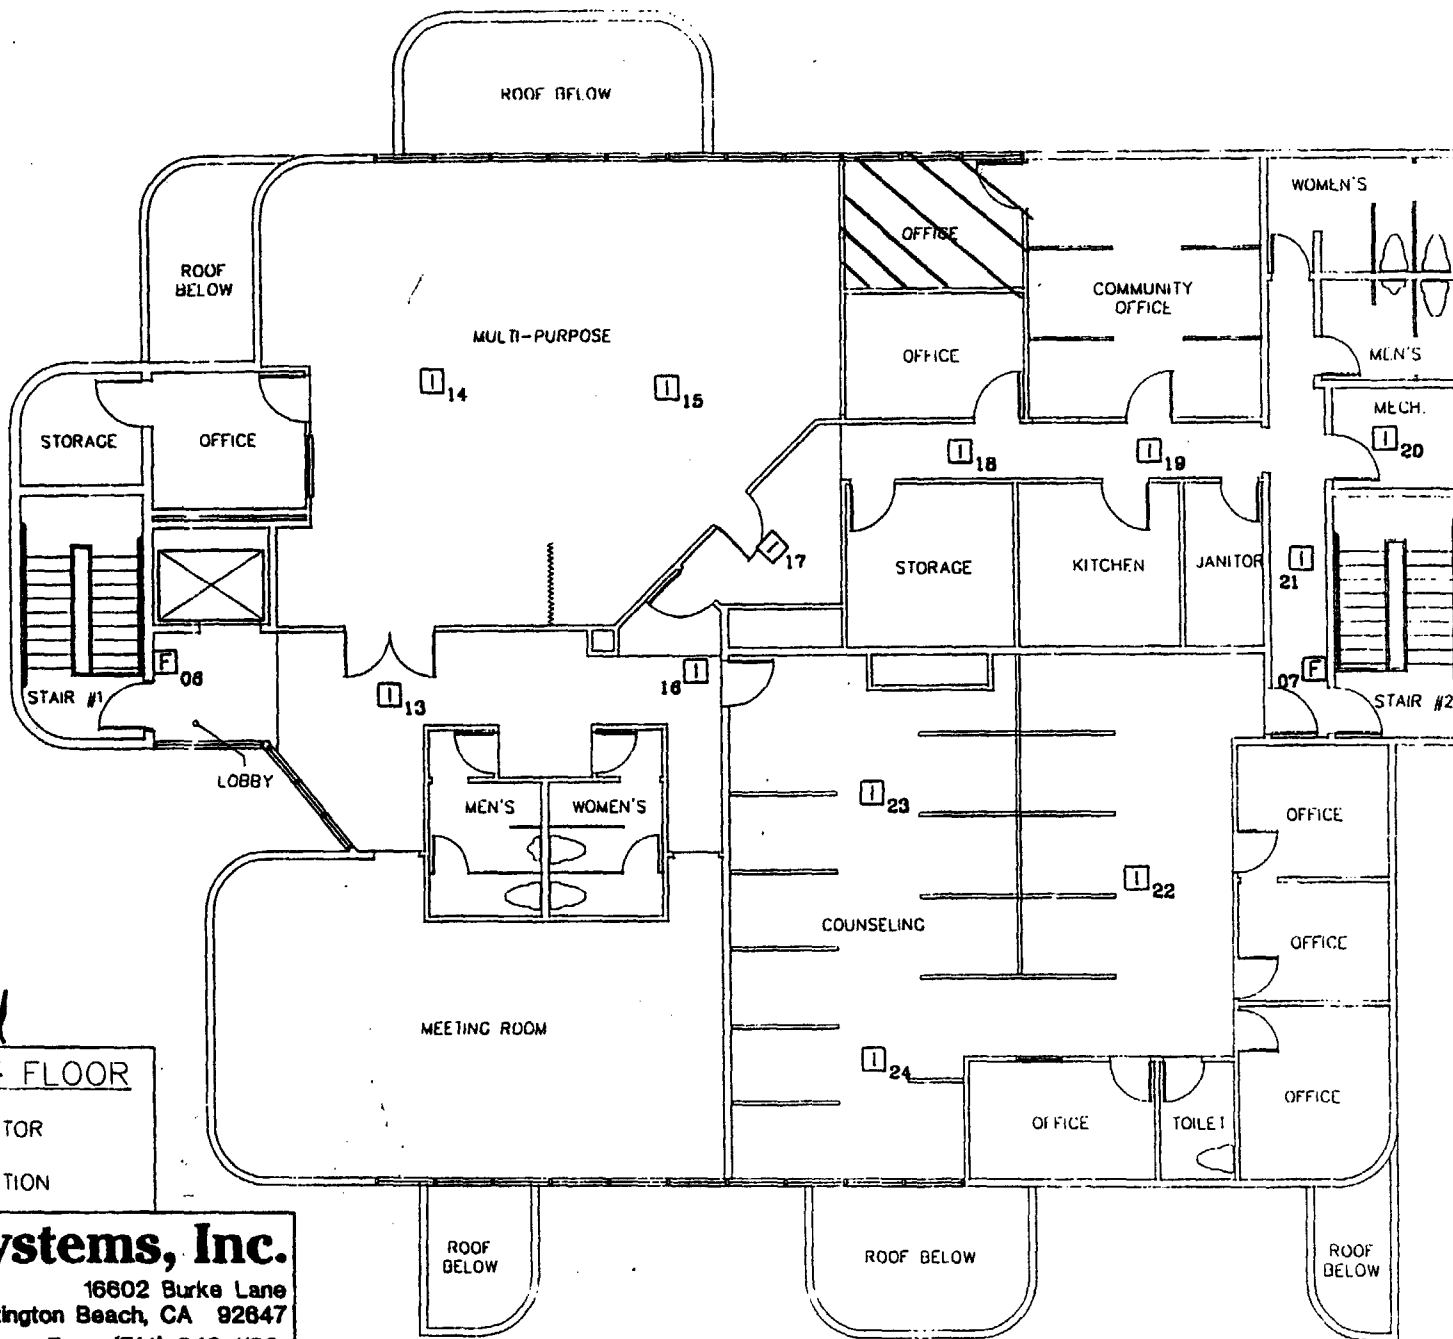 ROOF BELOW
WOMEN'S
OFFICE
ROOF
BELOW
COMMUNITY
OFFICE
MULTI-PURPOSE
OFFICE
MEN'S
I 14
I 15
MECH.
STORAGE
OFFICE
I 18
I 19
I 20
I 17
STORAGE
KITCHEN
JANITOR
I
21
F 06
I
16
07 F
STAIR #1
I 13
STAIR #2
LOBBY
MEN'S
WOMEN'S
I 23
OFFICE
I 22
COUNSELING
OFFICE
MEETING ROOM
I 24
FLOOR
OFFICE
TOR
OFFICE
TOILET
TION
ystems, Inc.
ROOF
BELOW
ROOF BELOW
ROOF
BELOW
16602 Burke Lane
tington Beach, CA 92647